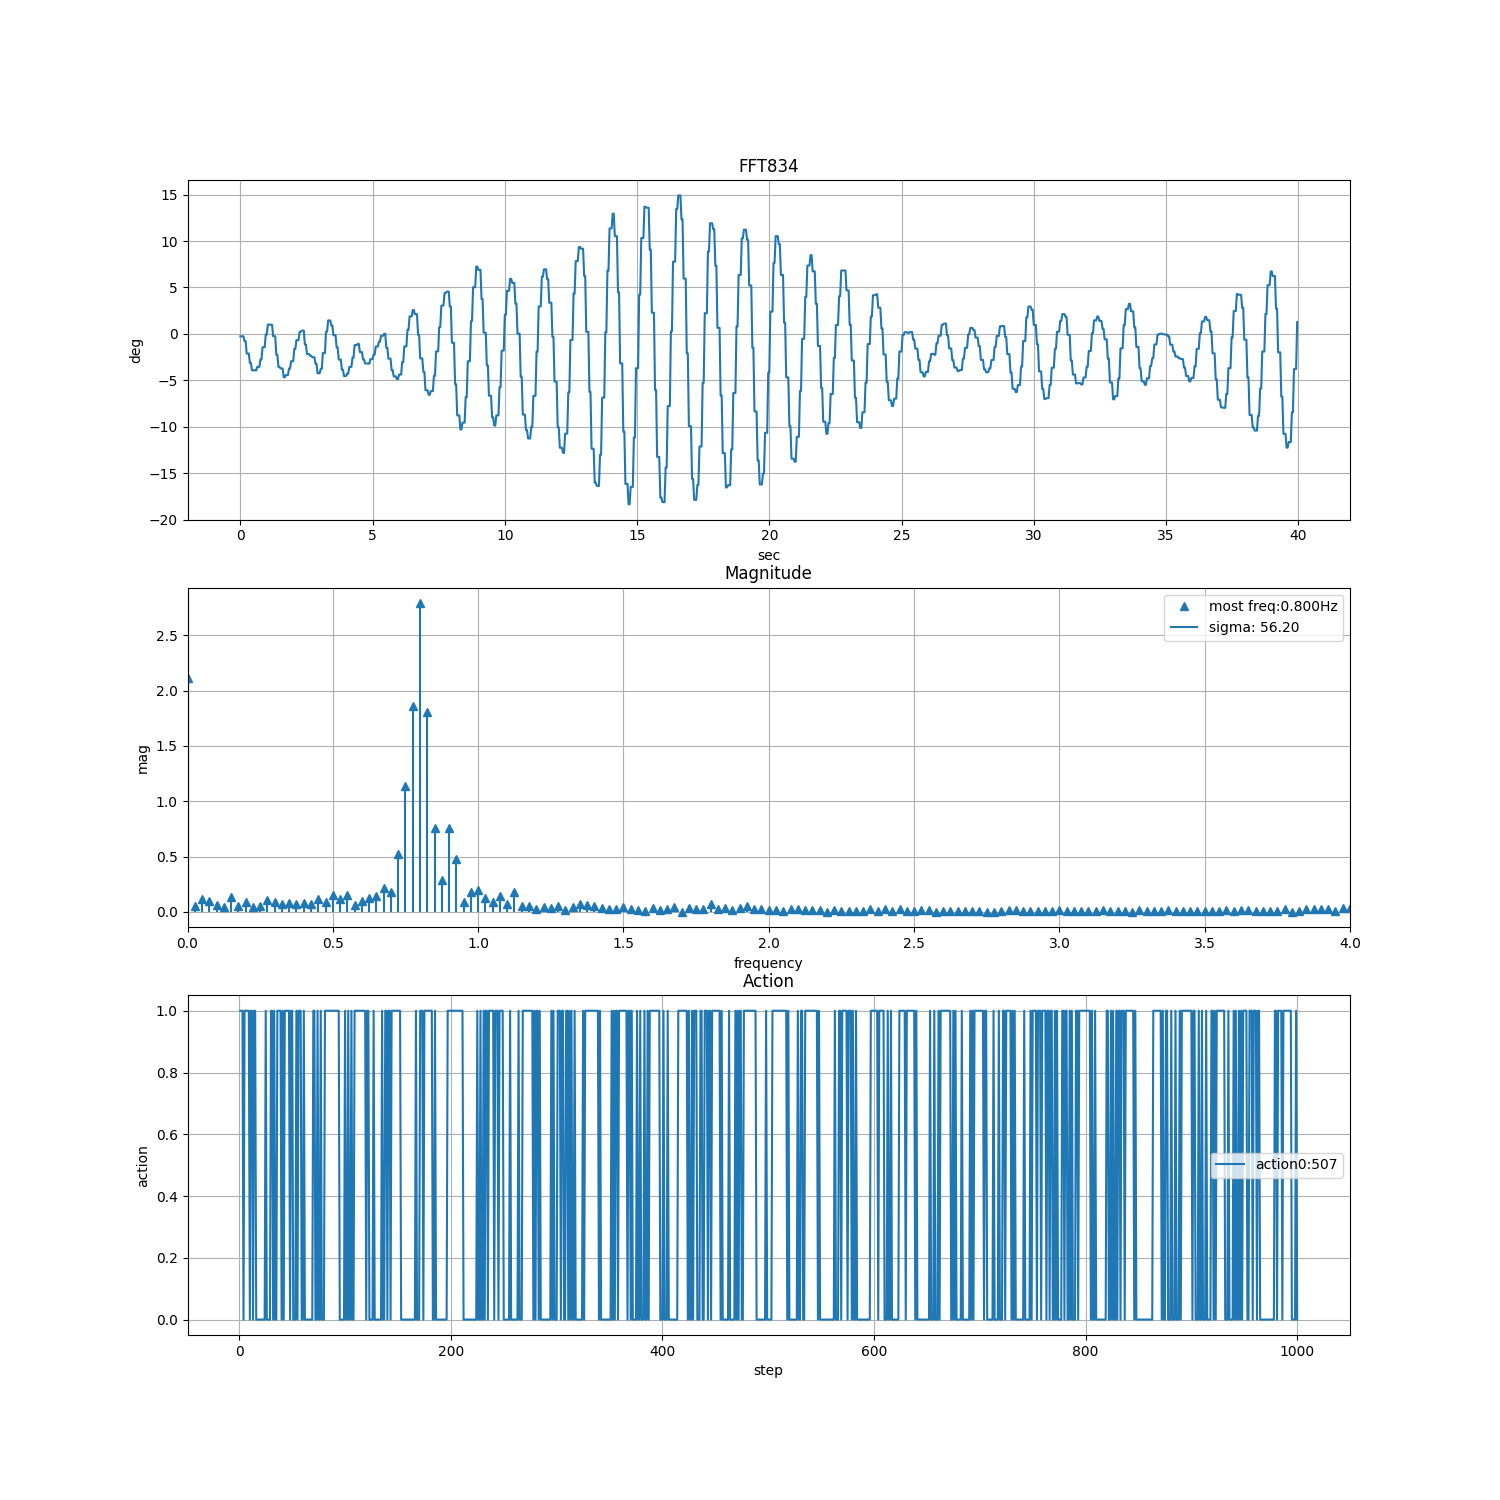 FFT834
15
10
5
0
−5
−10
−15
−20
deg
0 5 10 15 20 25 30 35 40
sec
Magnitude
most freq:0.800Hz
sigma: 56.20
2.5
2.0
1.5
1.0
0.5
0.0
mag
0.0 0.5 1.0 1.5 2.0 2.5 3.0 3.5 4.0
frequency
Action
1.0
0.8
0.6
0.4
0.2
0.0
action
action0:507
0 200 400 600 800 1000
step